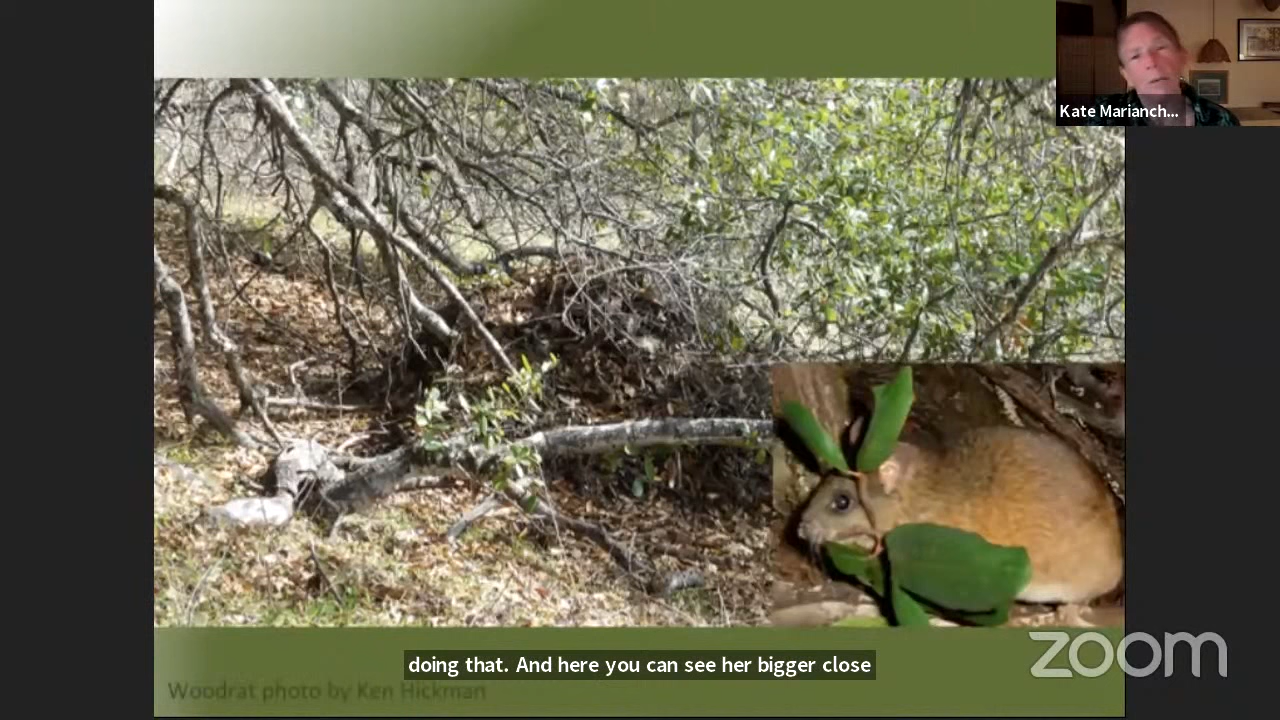 Kate Marianch...
doing that. And here you can see her bigger close
zoom
Woodrat photo by Ken Hickman